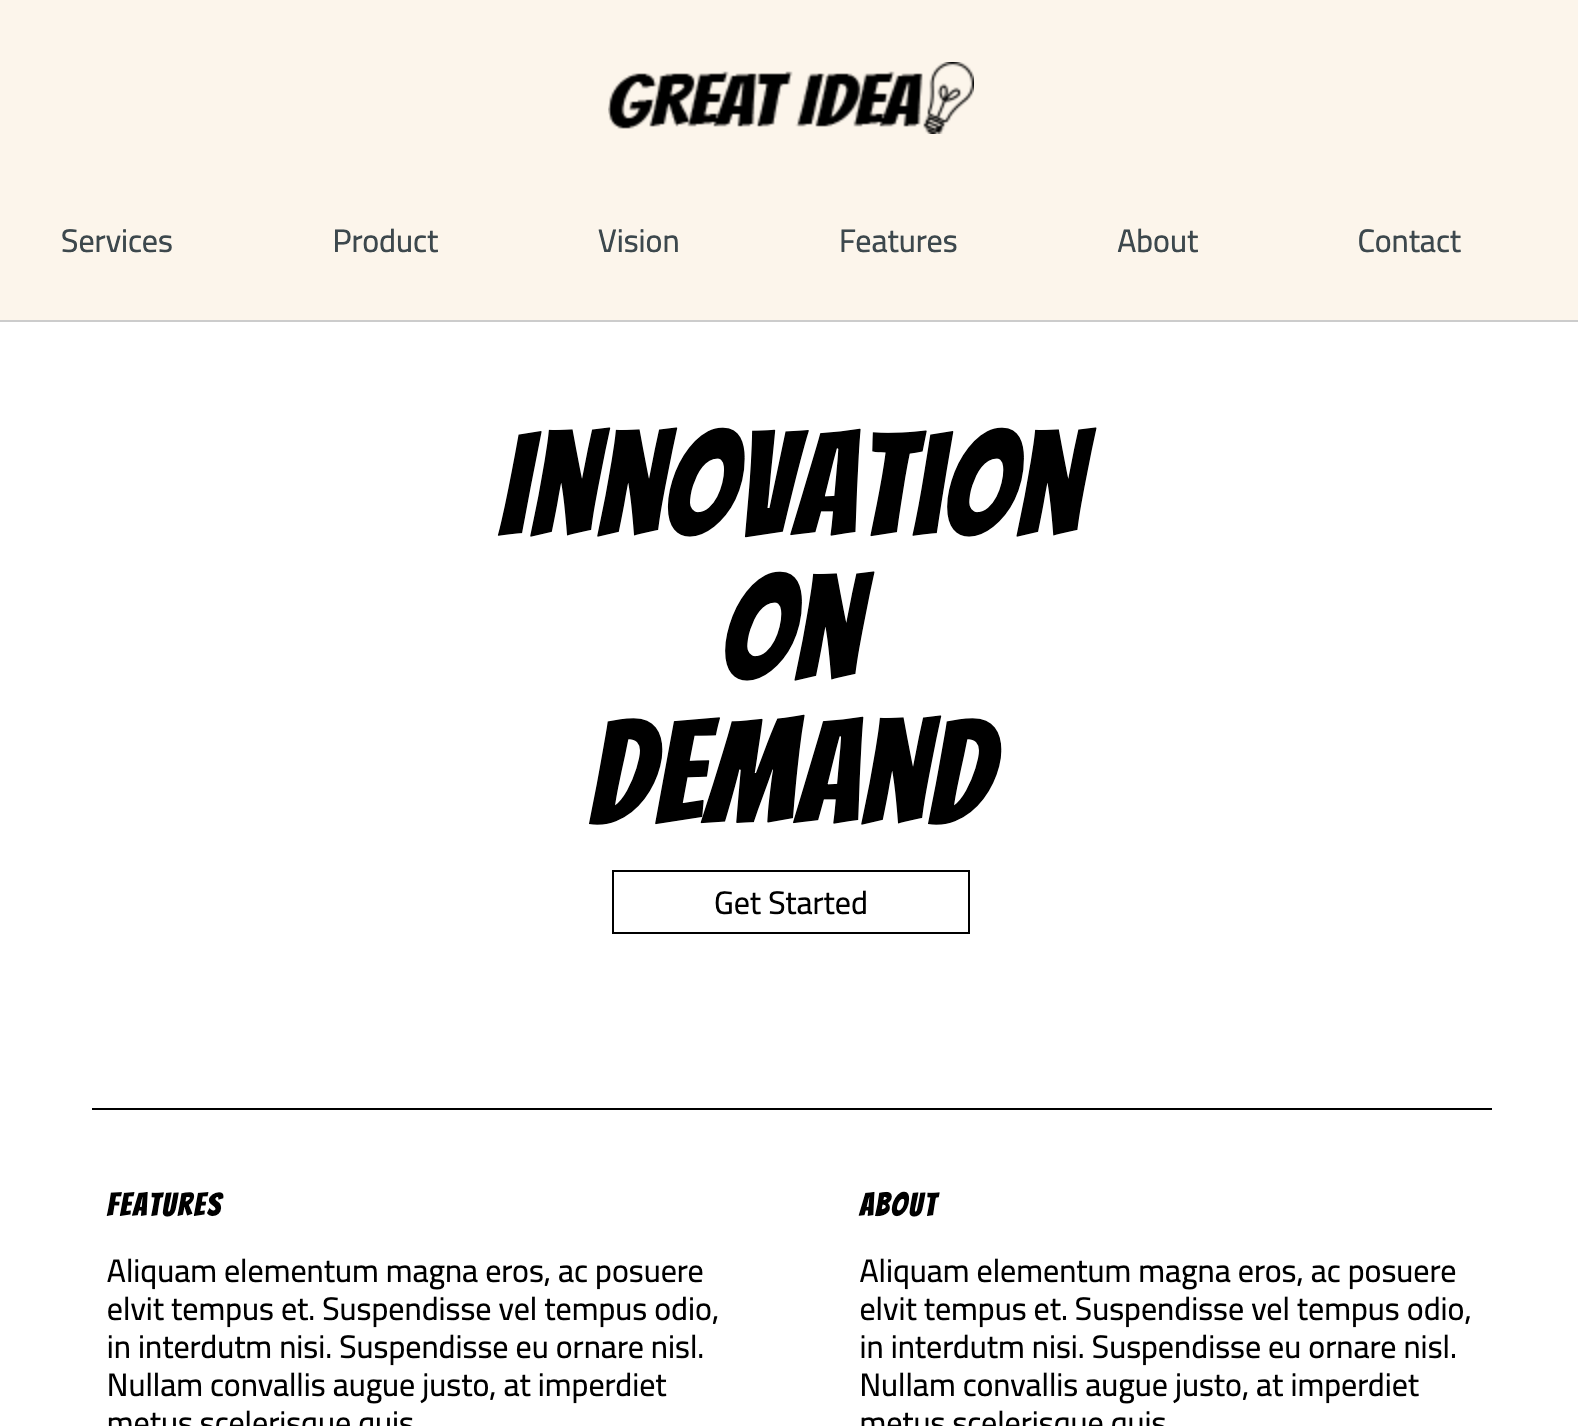 GREAT IDEA
Services Product Vision Features About Contact
INNOVATION
ON
DEMAND
Get Started
FEATURES
Aliquam elementum magna eros, ac posuere
elvit tempus et. Suspendisse vel tempus odio,
in interdutm nisi. Suspendisse eu ornare nisl.
Nullam convallis augue justo, at imperdiet
metus scelerisque quis.
ABOUT
Aliquam elementum magna eros, ac posuere
elvit tempus et. Suspendisse vel tempus odio,
in interdutm nisi. Suspendisse eu ornare nisl.
Nullam convallis augue justo, at imperdiet
metus scelerisque quis.